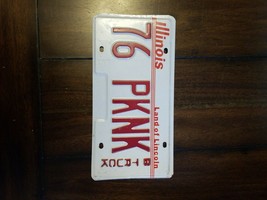 Illinois
76 PKNK
B TRUCK
Land of Lincoln